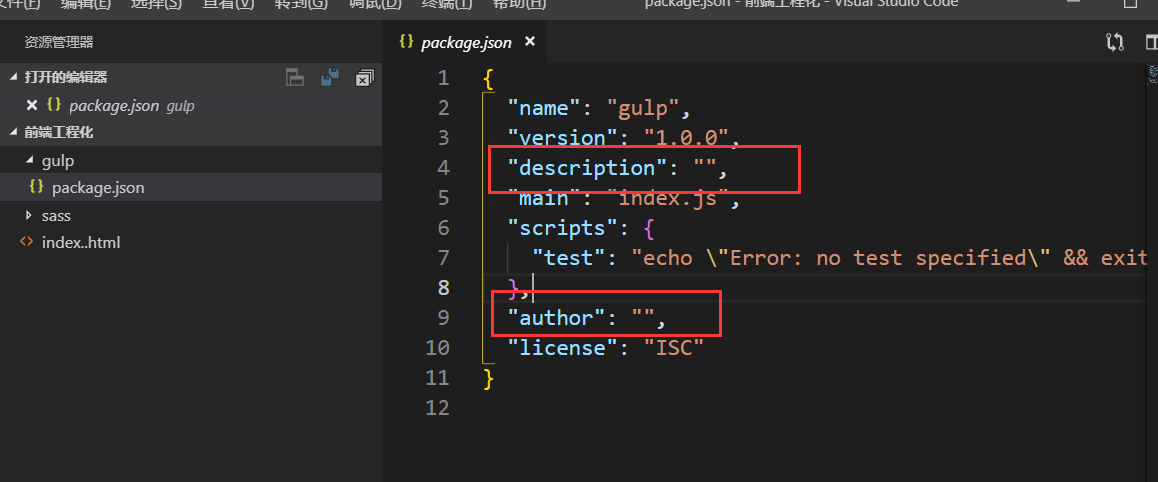 文件(F) 编辑(E) 选择(S) 查看(V) 转到(G) 调试(D) 终端(T) 帮助(H) package.json - 前端工程化 - Visual Studio Code
资源管理器
打开的编辑器
package.json gulp
前端工程化
gulp
package.json
sass
index..html
package.json
1 {
2 "name": "gulp",
3 "version": "1.0.0",
4 "description": "",
5 "main": "index.js",
6 "scripts": {
7 "test": "echo \"Error: no test specified\" && exit
8 },
9 "author": "",
10 "license": "ISC"
11 }
12